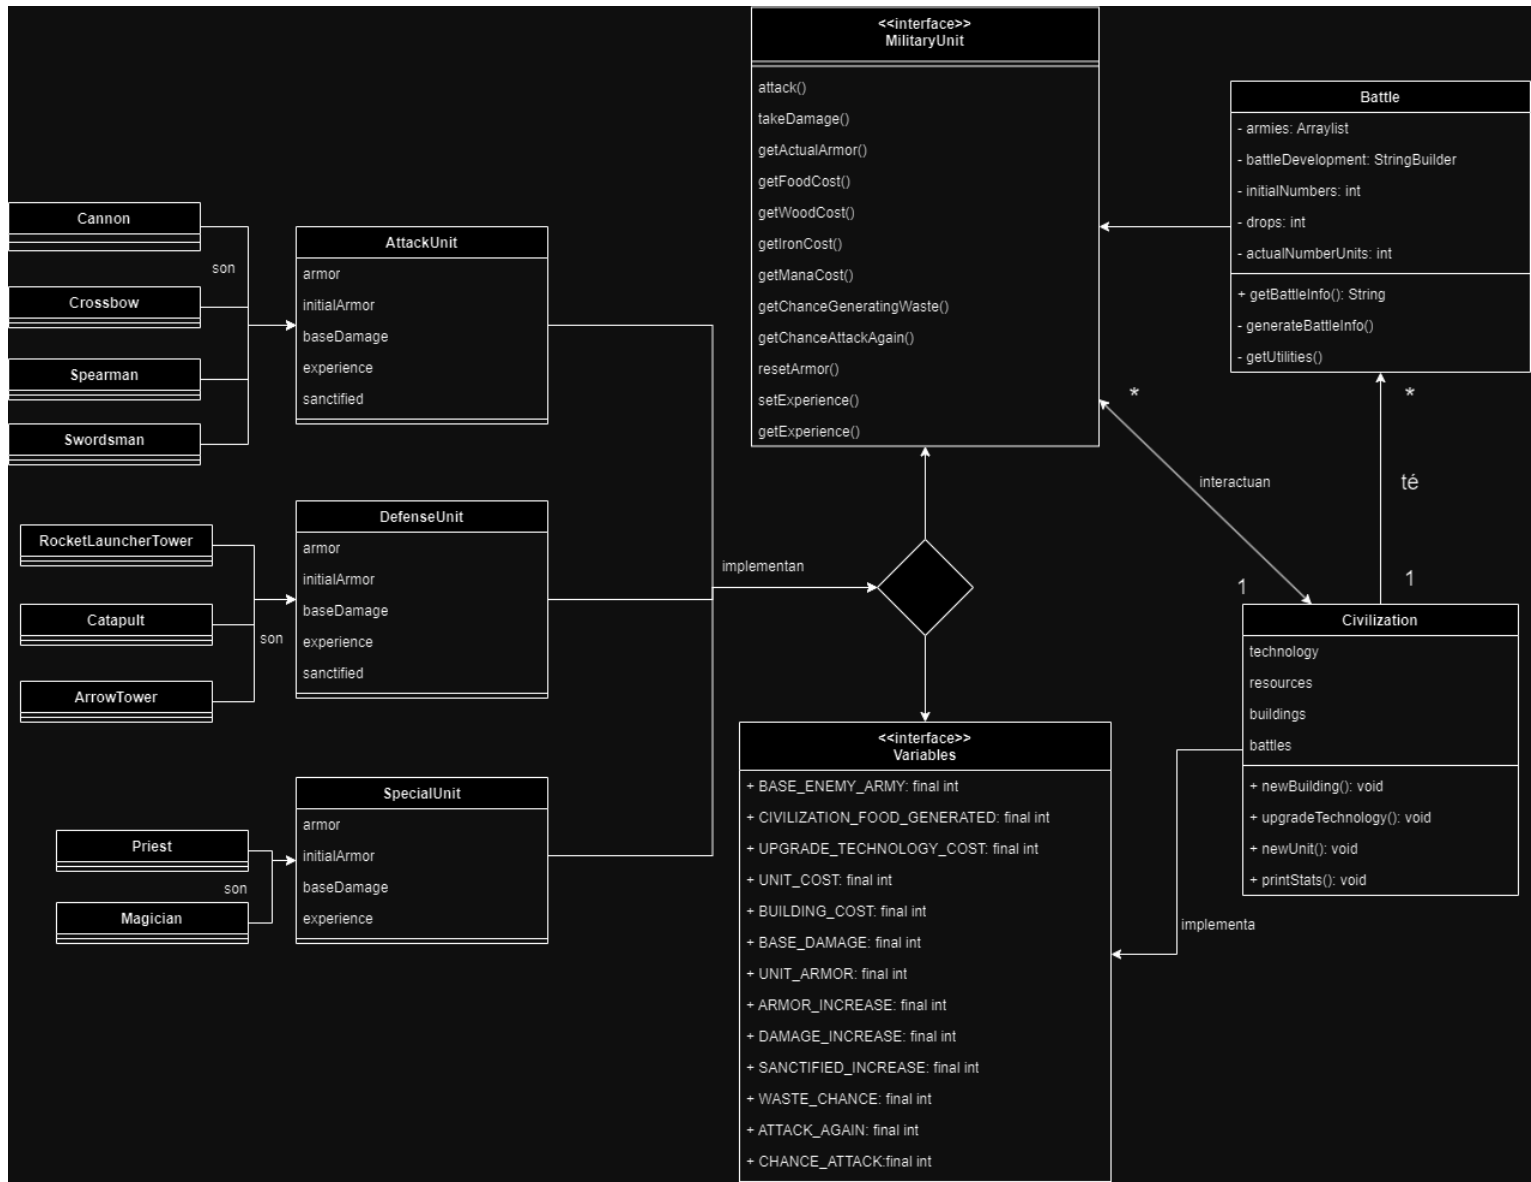 <<interface>>
MilitaryUnit
attack()
takeDamage()
getActualArmor()
getFoodCost()
getWoodCost()
getIronCost()
getManaCost()
getChanceGeneratingWaste()
getChanceAttackAgain()
resetArmor()
setExperience()
getExperience()
Battle
- armies: Arraylist
- battleDevelopment: StringBuilder
- initialNumbers: int
- drops: int
- actualNumberUnits: int
+ getBattleInfo(): String
- generateBattleInfo()
- getUtilities()
Cannon
son
Crossbow
Spearman
Swordsman
AttackUnit
armor
initialArmor
baseDamage
experience
sanctified
RocketLauncherTower
Catapult
son
ArrowTower
DefenseUnit
armor
initialArmor
baseDamage
experience
sanctified
Priest
son
Magician
SpecialUnit
armor
initialArmor
baseDamage
experience
implementan
*
interactuan
1
*
té
1
Civilization
technology
resources
buildings
battles
+ newBuilding(): void
+ upgradeTechnology(): void
+ newUnit(): void
+ printStats(): void
implementa
<<interface>>
Variables
+ BASE_ENEMY_ARMY: final int
+ CIVILIZATION_FOOD_GENERATED: final int
+ UPGRADE_TECHNOLOGY_COST: final int
+ UNIT_COST: final int
+ BUILDING_COST: final int
+ BASE_DAMAGE: final int
+ UNIT_ARMOR: final int
+ ARMOR_INCREASE: final int
+ DAMAGE_INCREASE: final int
+ SANCTIFIED_INCREASE: final int
+ WASTE_CHANCE: final int
+ ATTACK_AGAIN: final int
+ CHANCE_ATTACK:final int